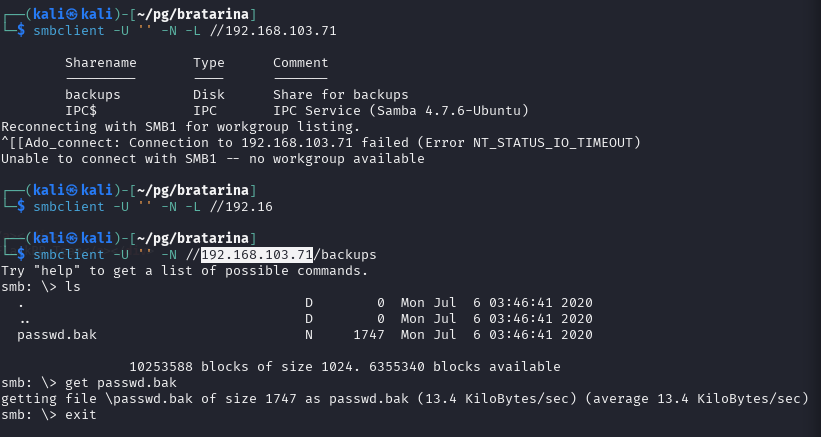 ┌──(kali㉿kali)-[~/pg/bratarina]
└─$ smbclient -U '' -N -L //192.168.103.71

        Sharename       Type      Comment
        ---------       ----      -------
        backups         Disk      Share for backups
        IPC$            IPC       IPC Service (Samba 4.7.6-Ubuntu)
Reconnecting with SMB1 for workgroup listing.
^[[Ado_connect: Connection to 192.168.103.71 failed (Error NT_STATUS_IO_TIMEOUT)
Unable to connect with SMB1 -- no workgroup available

┌──(kali㉿kali)-[~/pg/bratarina]
└─$ smbclient -U '' -N -L //192.16

┌──(kali㉿kali)-[~/pg/bratarina]
└─$ smbclient -U '' -N //192.168.103.71/backups
Try "help" to get a list of possible commands.
smb: \> ls
  .                                   D        0  Mon Jul  6 03:46:41 2020
  ..                                  D        0  Mon Jul  6 03:46:41 2020
  passwd.bak                          N     1747  Mon Jul  6 03:46:41 2020

                10253588 blocks of size 1024. 6355340 blocks available
smb: \> get passwd.bak
getting file \passwd.bak of size 1747 as passwd.bak (13.4 KiloBytes/sec) (average 13.4 KiloBytes/sec)
smb: \> exit